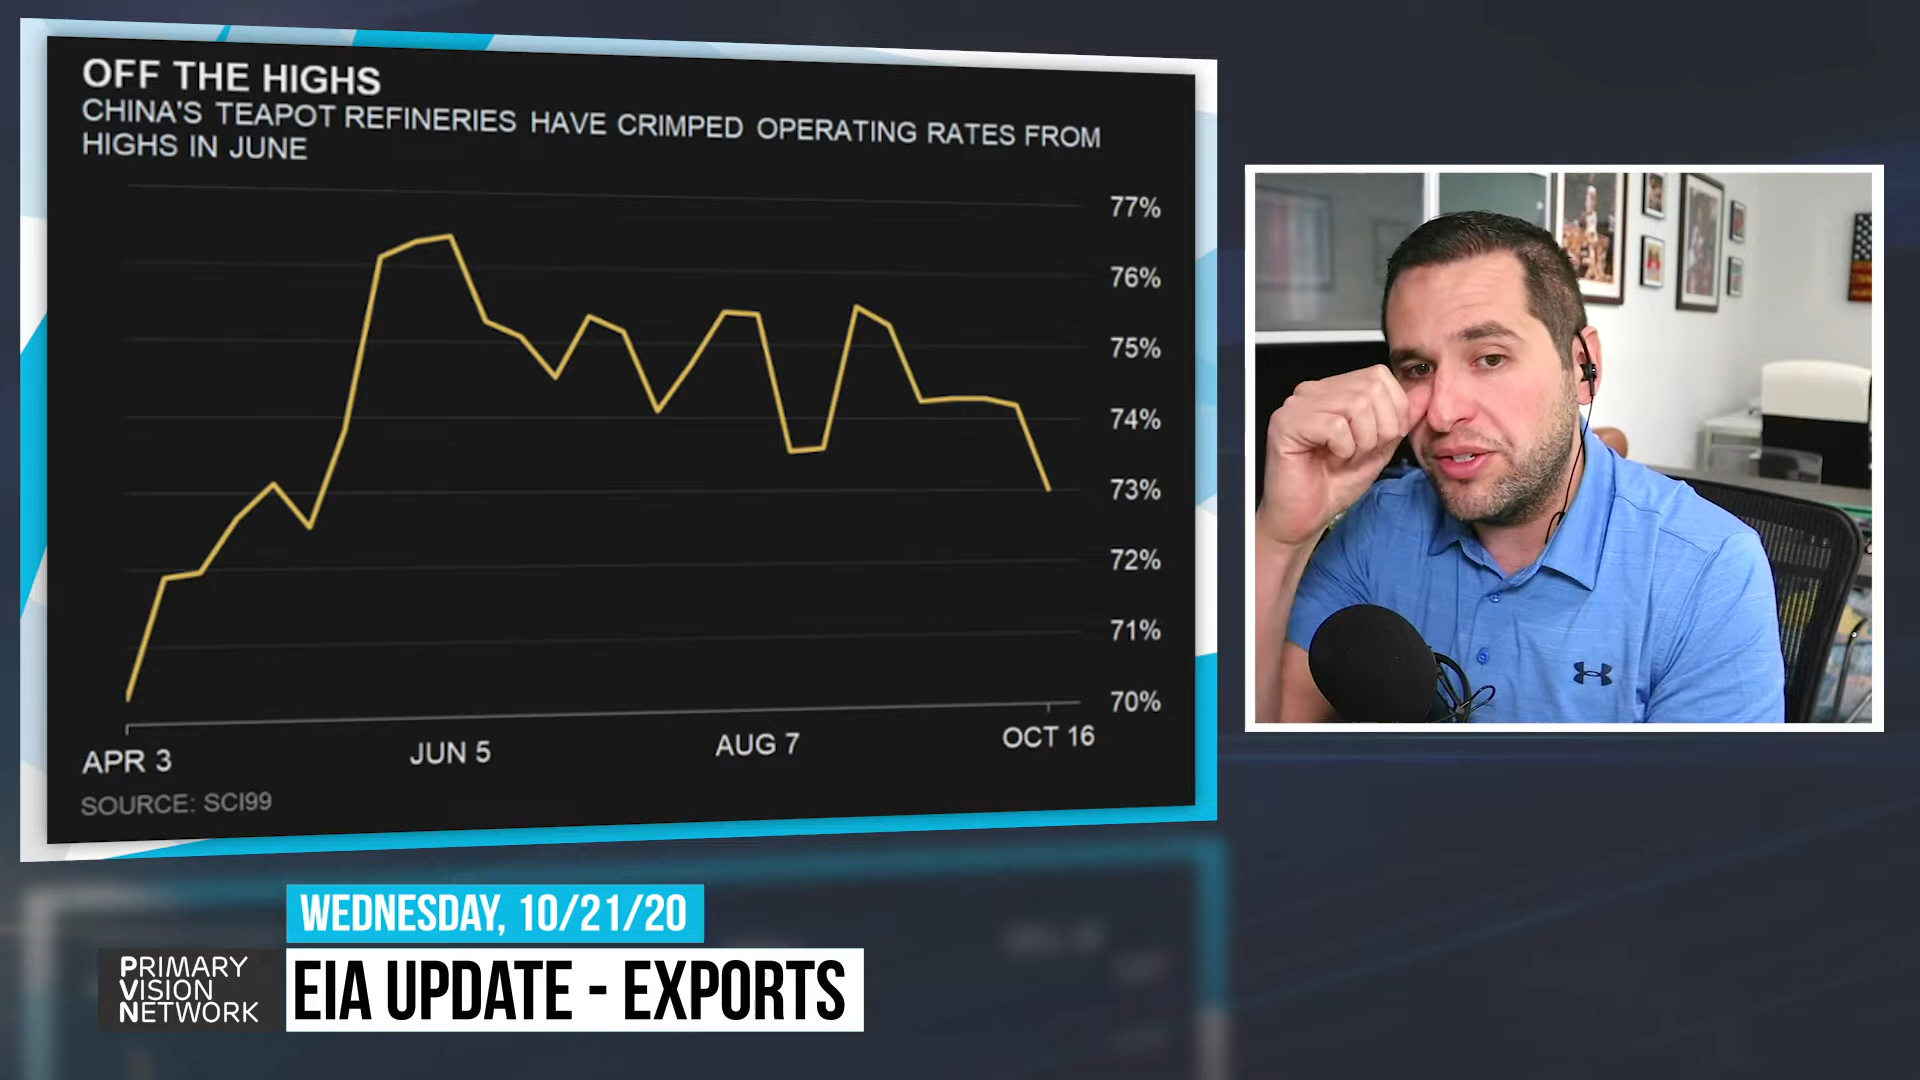 OFF THE HIGHS
CHINA'S TEAPOT REFINERIES HAVE CRIMPED OPERATING RATES FROM
HIGHS IN JUNE
77%
76%
75%
74%
73%
72%
71%
70%
APR 3
JUN 5
AUG 7
OCT 16
SOURCE: SCI99
WEDNESDAY, 10/21/20
PRIMARY
VISION
NETWORK
EIA UPDATE - EXPORTS